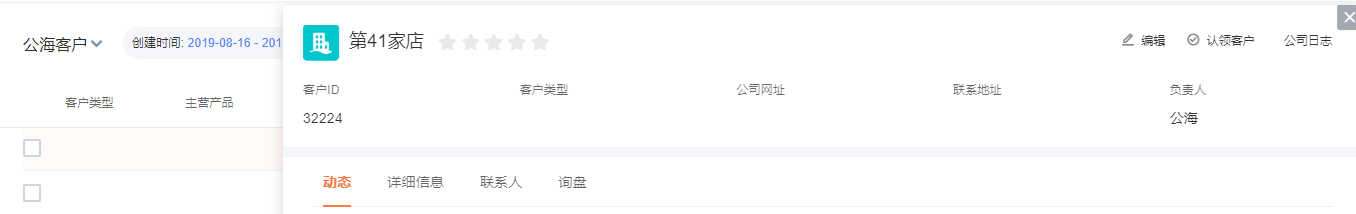 公海客户
创建时间: 2019-08-16 - 201
客户类型 主营产品
第41家店
编辑 认领客户 公司日志
客户ID 客户类型 公司网址 联系地址 负责人
32224 公海
动态 详细信息 联系人 询盘